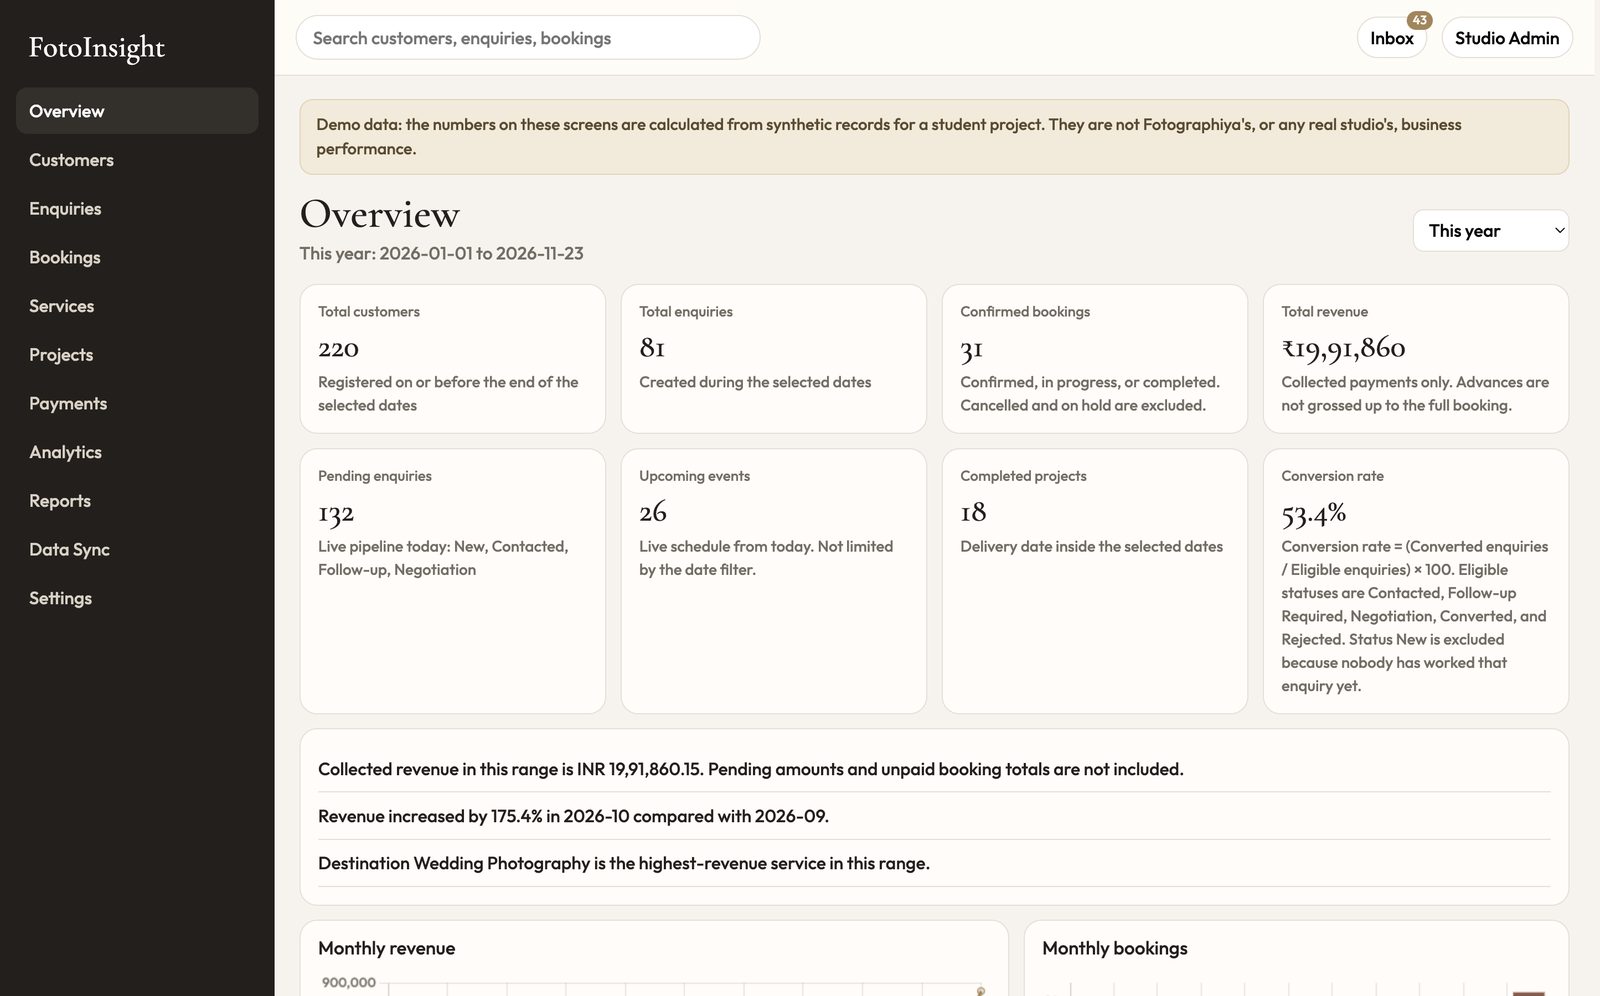 FotoInsight
Overview
Customers
Enquiries
Bookings
Services
Projects
Payments
Analytics
Reports
Data Sync
Settings
Search customers, enquiries, bookings
Inbox
43
Studio Admin
Demo data: the numbers on these screens are calculated from synthetic records for a student project. They are not Fotographiya's, or any real studio's, business
performance.
Overview
This year: 2026-01-01 to 2026-11-23
This year
Total customers
220
Registered on or before the end of the
selected dates
Total enquiries
81
Created during the selected dates
Confirmed bookings
31
Confirmed, in progress, or completed.
Cancelled and on hold are excluded.
Total revenue
₹19,91,860
Collected payments only. Advances are
not grossed up to the full booking.
Pending enquiries
132
Live pipeline today: New, Contacted,
Follow-up, Negotiation
Upcoming events
26
Live schedule from today. Not limited
by the date filter.
Completed projects
18
Delivery date inside the selected dates
Conversion rate
53.4%
Conversion rate = (Converted enquiries
/ Eligible enquiries) × 100. Eligible
statuses are Contacted, Follow-up
Required, Negotiation, Converted, and
Rejected. Status New is excluded
because nobody has worked that
enquiry yet.
Collected revenue in this range is INR 19,91,860.15. Pending amounts and unpaid booking totals are not included.
Revenue increased by 175.4% in 2026-10 compared with 2026-09.
Destination Wedding Photography is the highest-revenue service in this range.
Monthly revenue
900,000
Monthly bookings